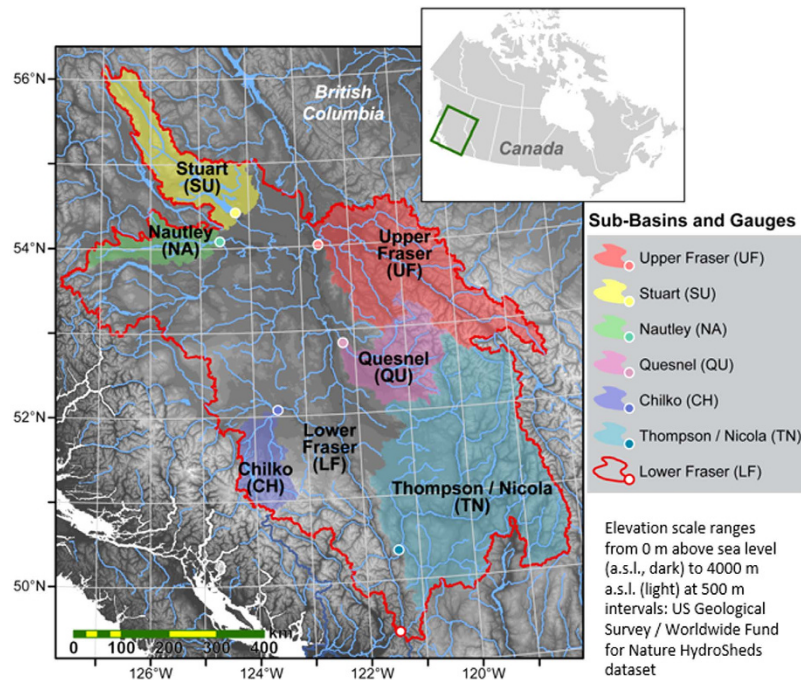 56°N
54°N
52°N
50°N
126°W
124°W
122°W
120°W
British
Columbia
Canada
Stuart
(SU)
Nautley
(NA)
Upper
Fraser
(UF)
Quesnel
(QU)
Lower
Fraser
(LF)
Chilko
(CH)
Thompson / Nicola
(TN)
km
0 100 200 300 400
Sub-Basins and Gauges
Upper Fraser (UF)
Stuart (SU)
Nautley (NA)
Quesnel (QU)
Chilko (CH)
Thompson / Nicola (TN)
Lower Fraser (LF)
Elevation scale ranges
from 0 m above sea level
(a.s.l., dark) to 4000 m
a.s.l. (light) at 500 m
intervals: US Geological
Survey / Worldwide Fund
for Nature HydroSheds
dataset